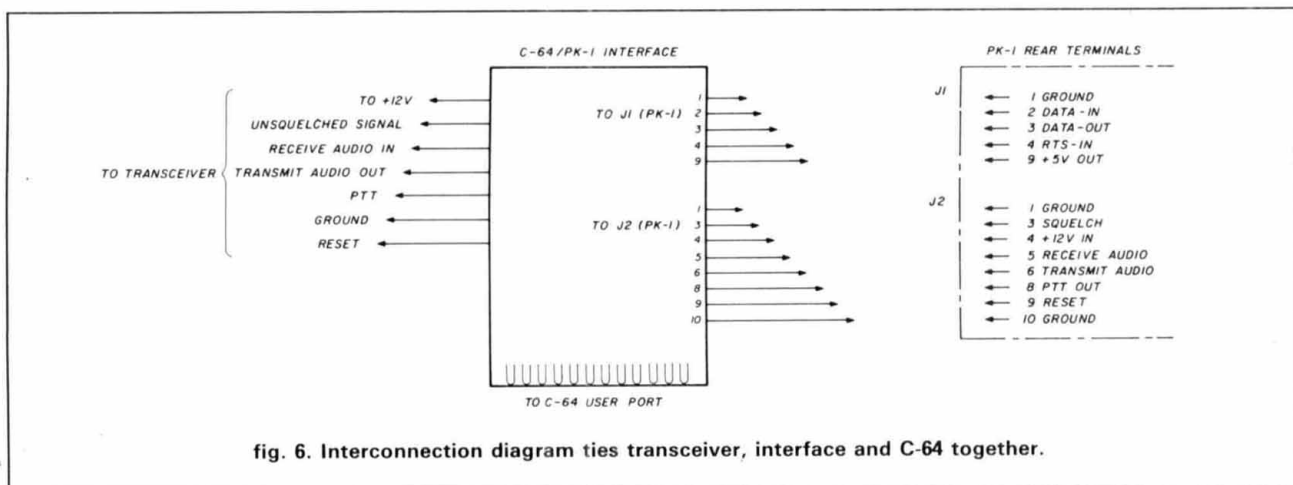 C-64/PK-1 INTERFACE
TO TRANSCEIVER
TO +12V
UNSQUELCHED SIGNAL
RECEIVE AUDIO IN
TRANSMIT AUDIO OUT
PTT
GROUND
RESET
TO J1 (PK-1)
1
2
3
4
9
TO J2 (PK-1)
1
3
4
5
6
8
9
10
TO C-64 USER PORT
PK-1 REAR TERMINALS
J1
1 GROUND
2 DATA-IN
3 DATA-OUT
4 RTS-IN
9 +5V OUT
J2
1 GROUND
3 SQUELCH
4 +12V IN
5 RECEIVE AUDIO
6 TRANSMIT AUDIO
8 PTT OUT
9 RESET
10 GROUND
fig. 6. Interconnection diagram ties transceiver, interface and C-64 together.